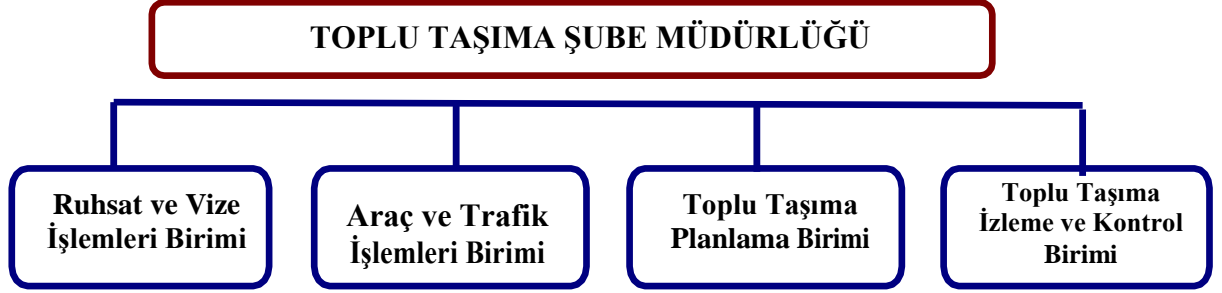 TOPLU TAŞIMA ŞUBE MÜDÜRLÜĞÜ
Ruhsat ve Vize
İşlemleri Birimi
Araç ve Trafik
İşlemleri Birimi
Toplu Taşıma
Planlama Birimi
Toplu Taşıma
İzleme ve Kontrol
Birimi